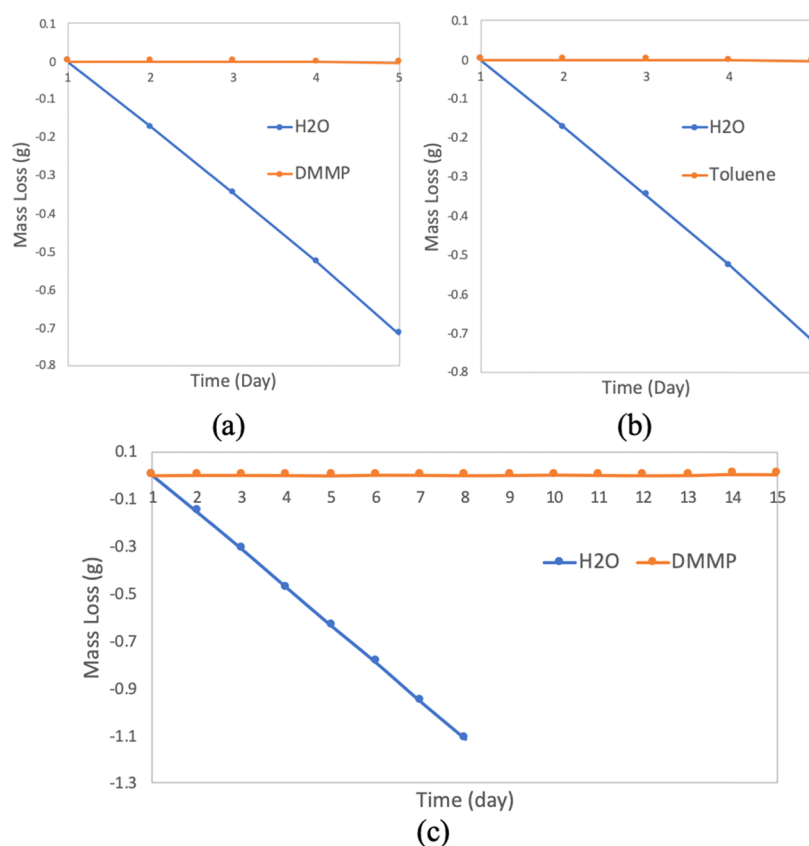 0.1
0
-0.1
-0.2
-0.3
-0.4
-0.5
-0.6
-0.7
-0.8
1 2 3 4 5
Mass Loss (g)
H2O
DMMP
Time (Day)
(a)
0.1
0
-0.1
-0.2
-0.3
-0.4
-0.5
-0.6
-0.7
-0.8
1 2 3 4
Mass Loss (g)
H2O
Toluene
Time (Day)
(b)
0.1
-0.1
-0.3
-0.5
-0.7
-0.9
-1.1
-1.3
1 2 3 4 5 6 7 8 9 10 11 12 13 14 15
Mass Loss (g)
H2O DMMP
Time (day)
(c)